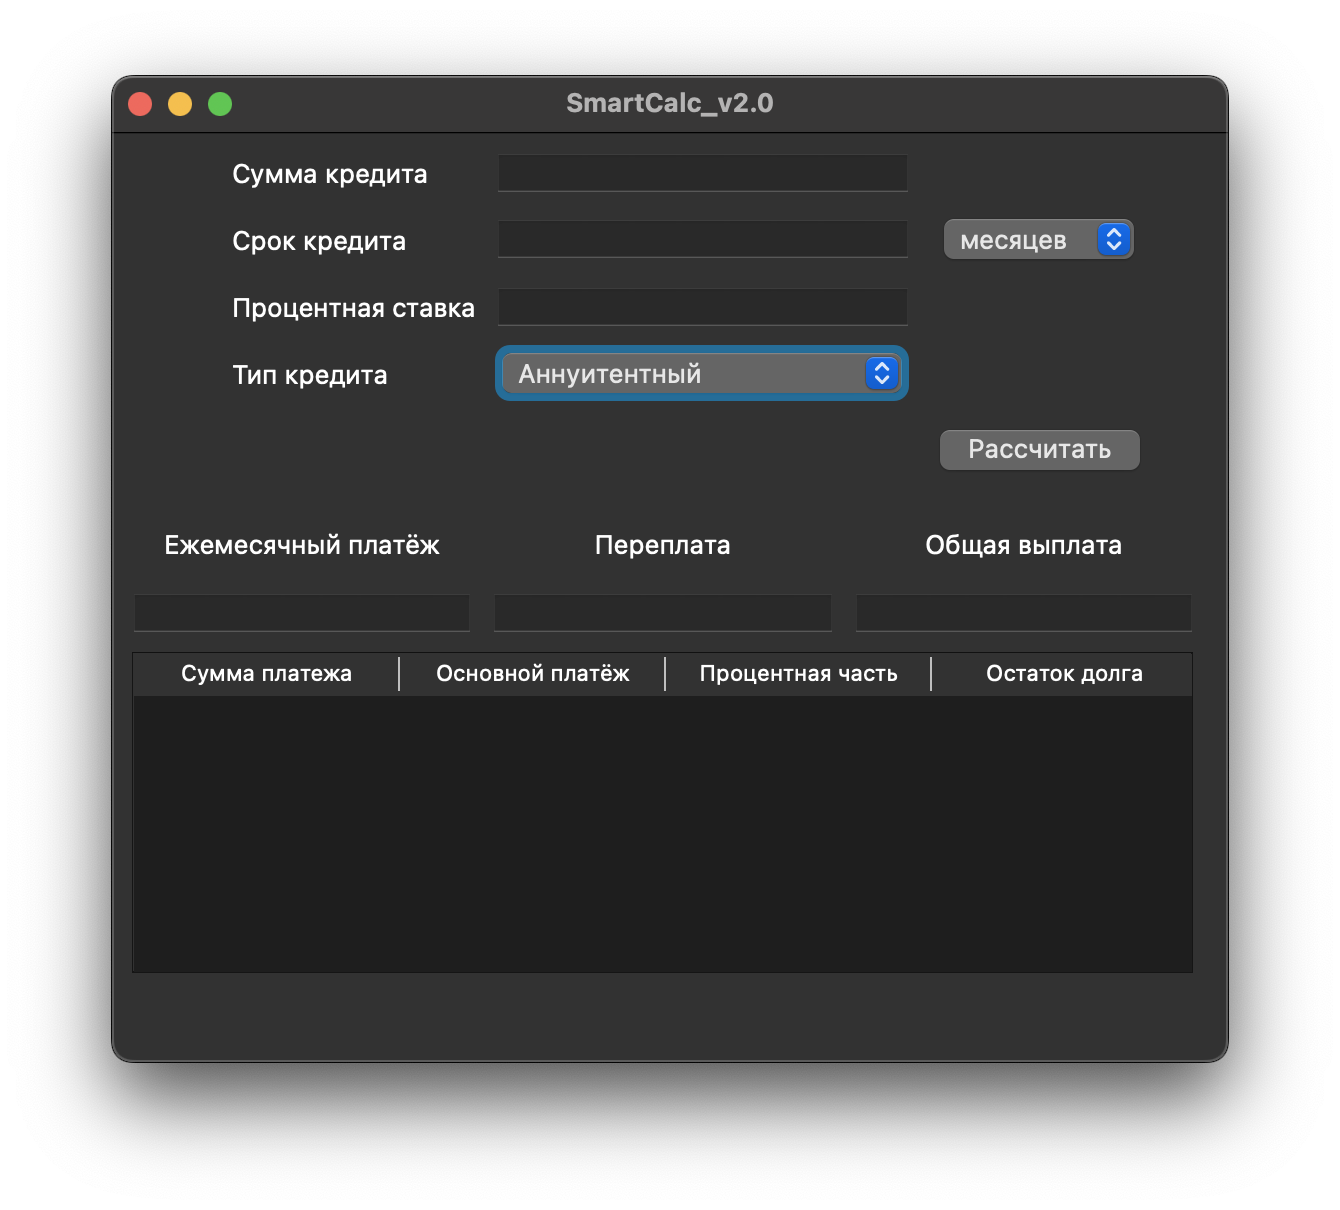 SmartCalc_v2.0
Сумма кредита
Срок кредита
месяцев
Процентная ставка
Тип кредита
Аннуитентный
Рассчитать
Ежемесячный платёж
Переплата
Общая выплата
Сумма платежа
Основной платёж
Процентная часть
Остаток долга